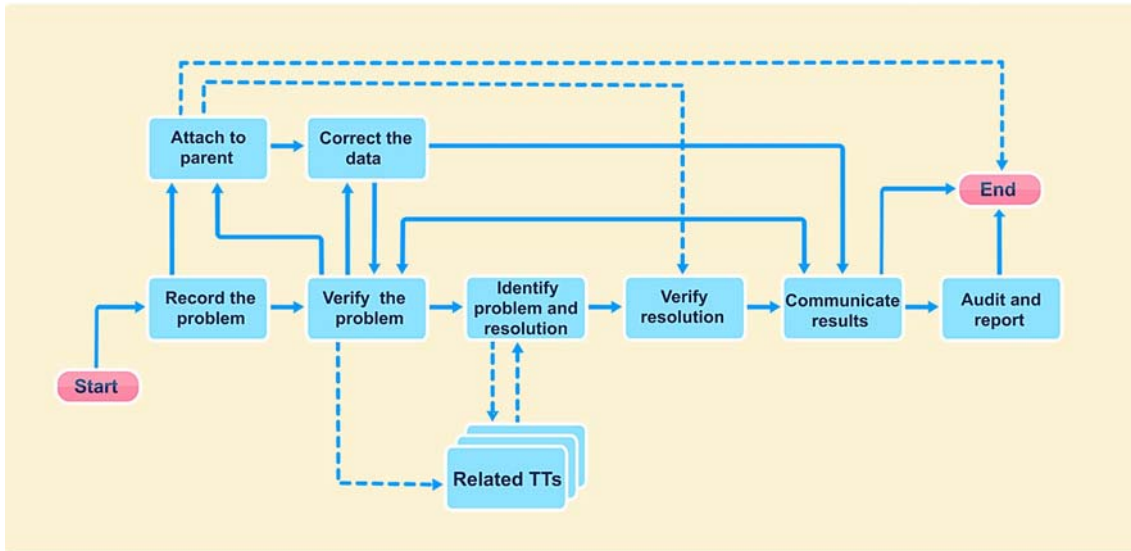 Attach to
parent
Correct the
data
End
Record the
problem
Verify the
problem
Identify
problem and
resolution
Verify
resolution
Communicate
results
Audit and
report
Start
Related TTs